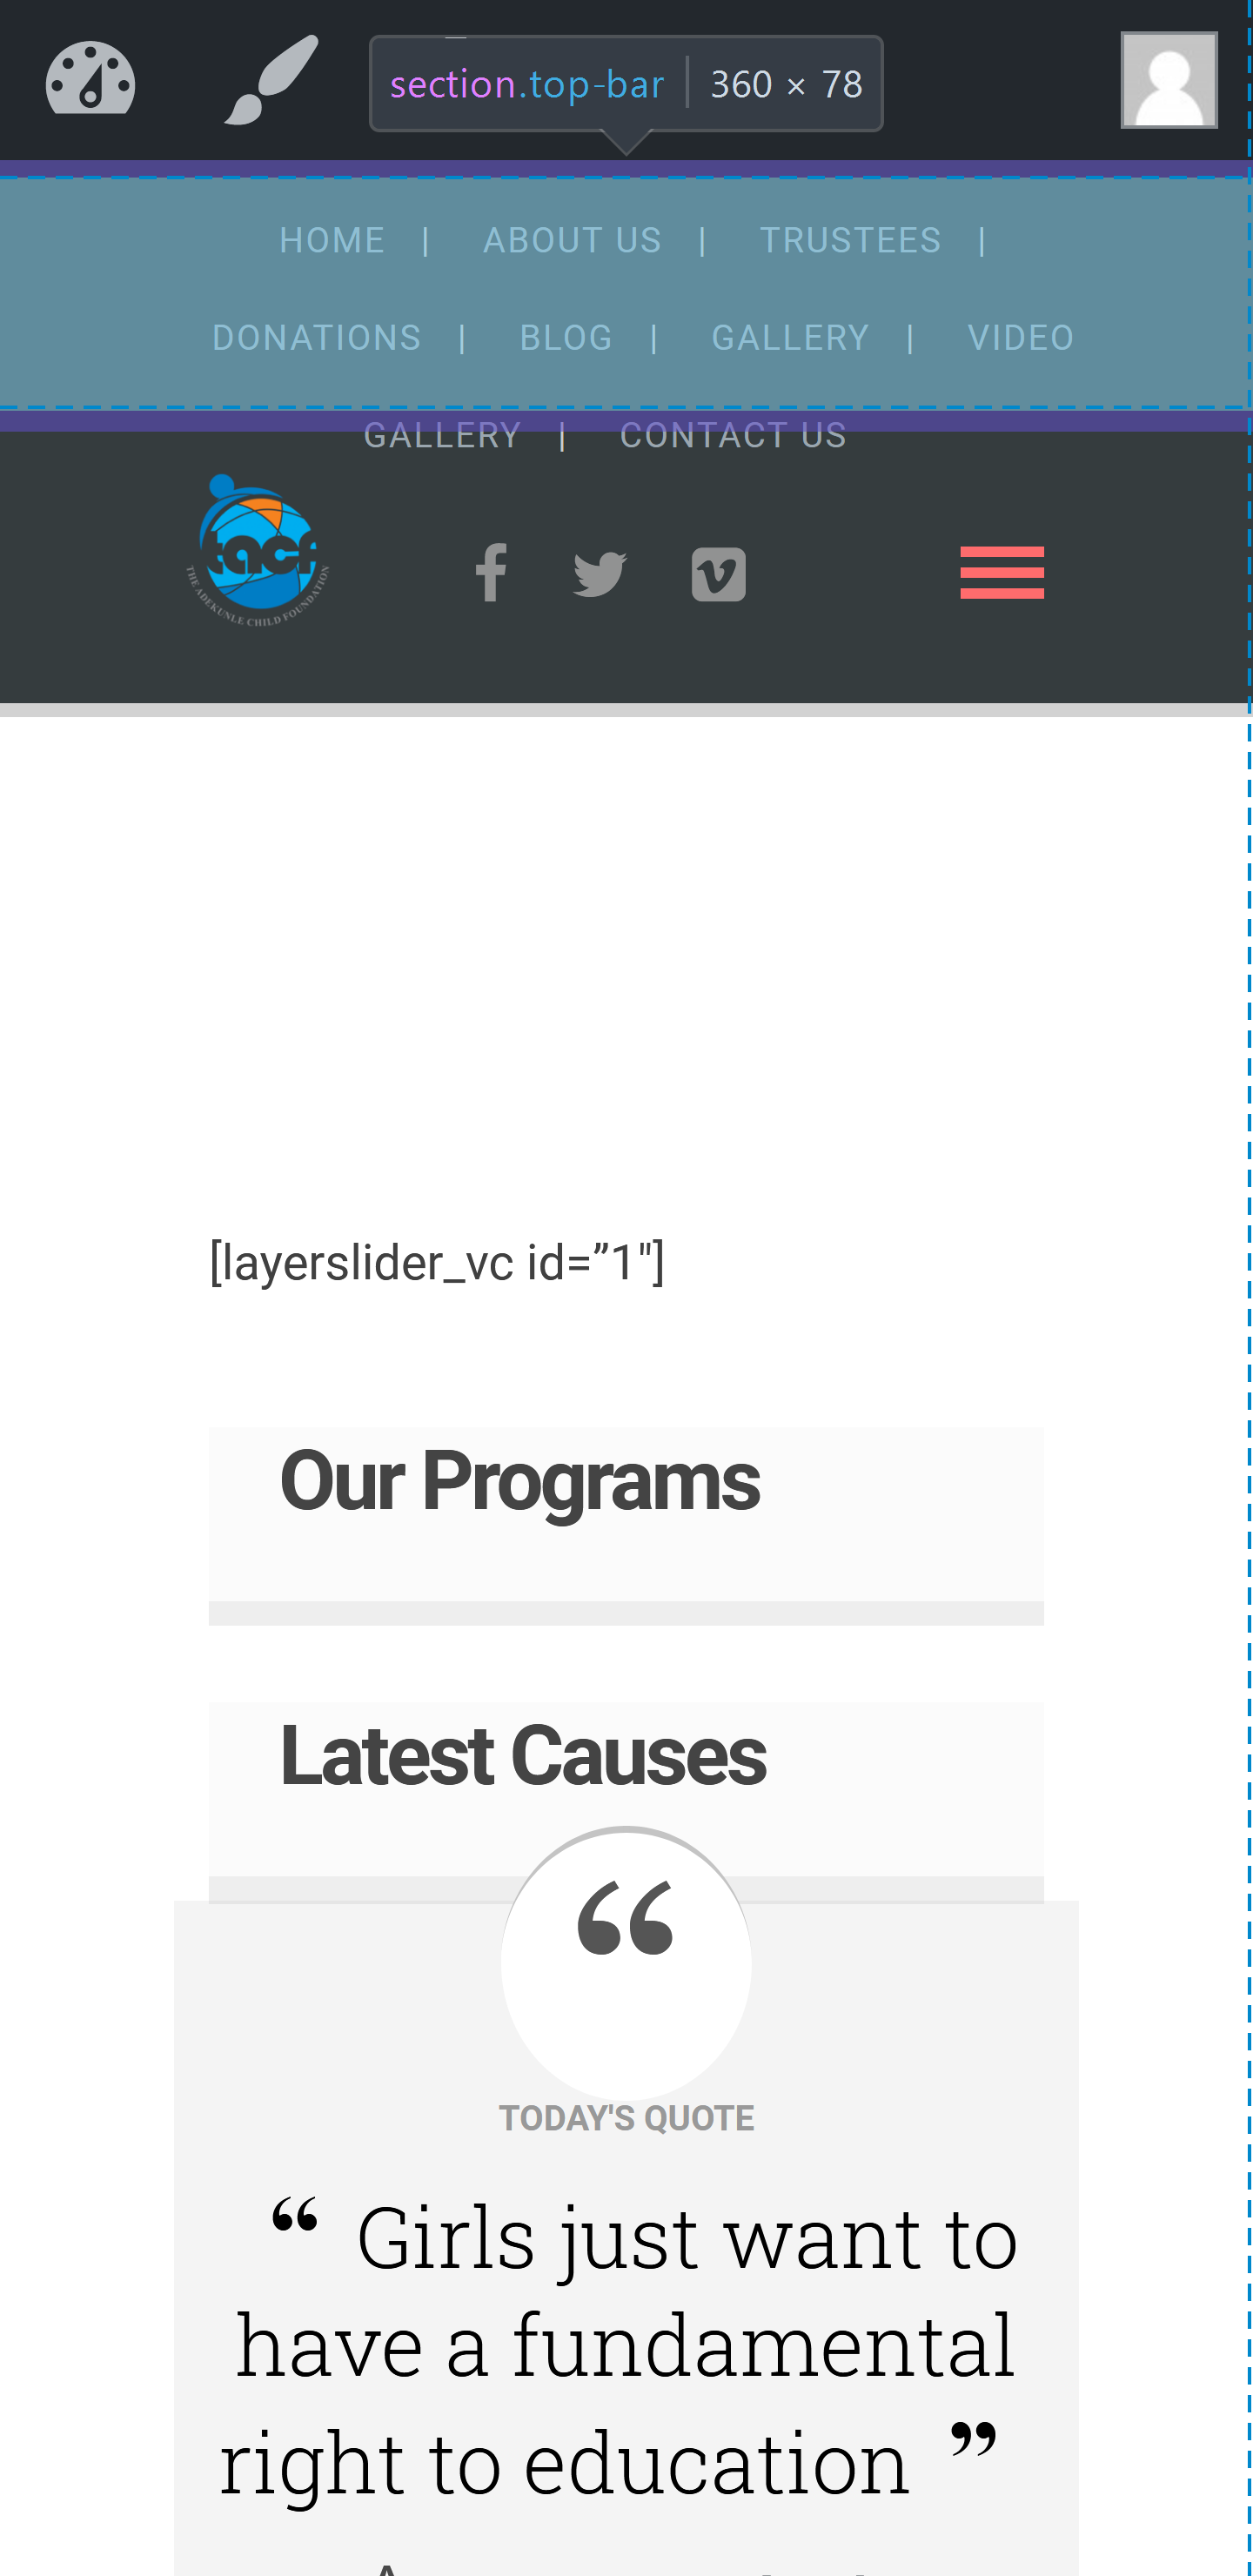 section.top-bar | 360 × 78
HOME | ABOUT US | TRUSTEES |
DONATIONS | BLOG | GALLERY | VIDEO
GALLERY | CONTACT US
tacf
THE ADEKUNLE CHILD FOUNDATION
[layerslider_vc id=”1"]
Our Programs
Latest Causes
“
TODAY'S QUOTE
“ Girls just want to
have a fundamental
right to education ”